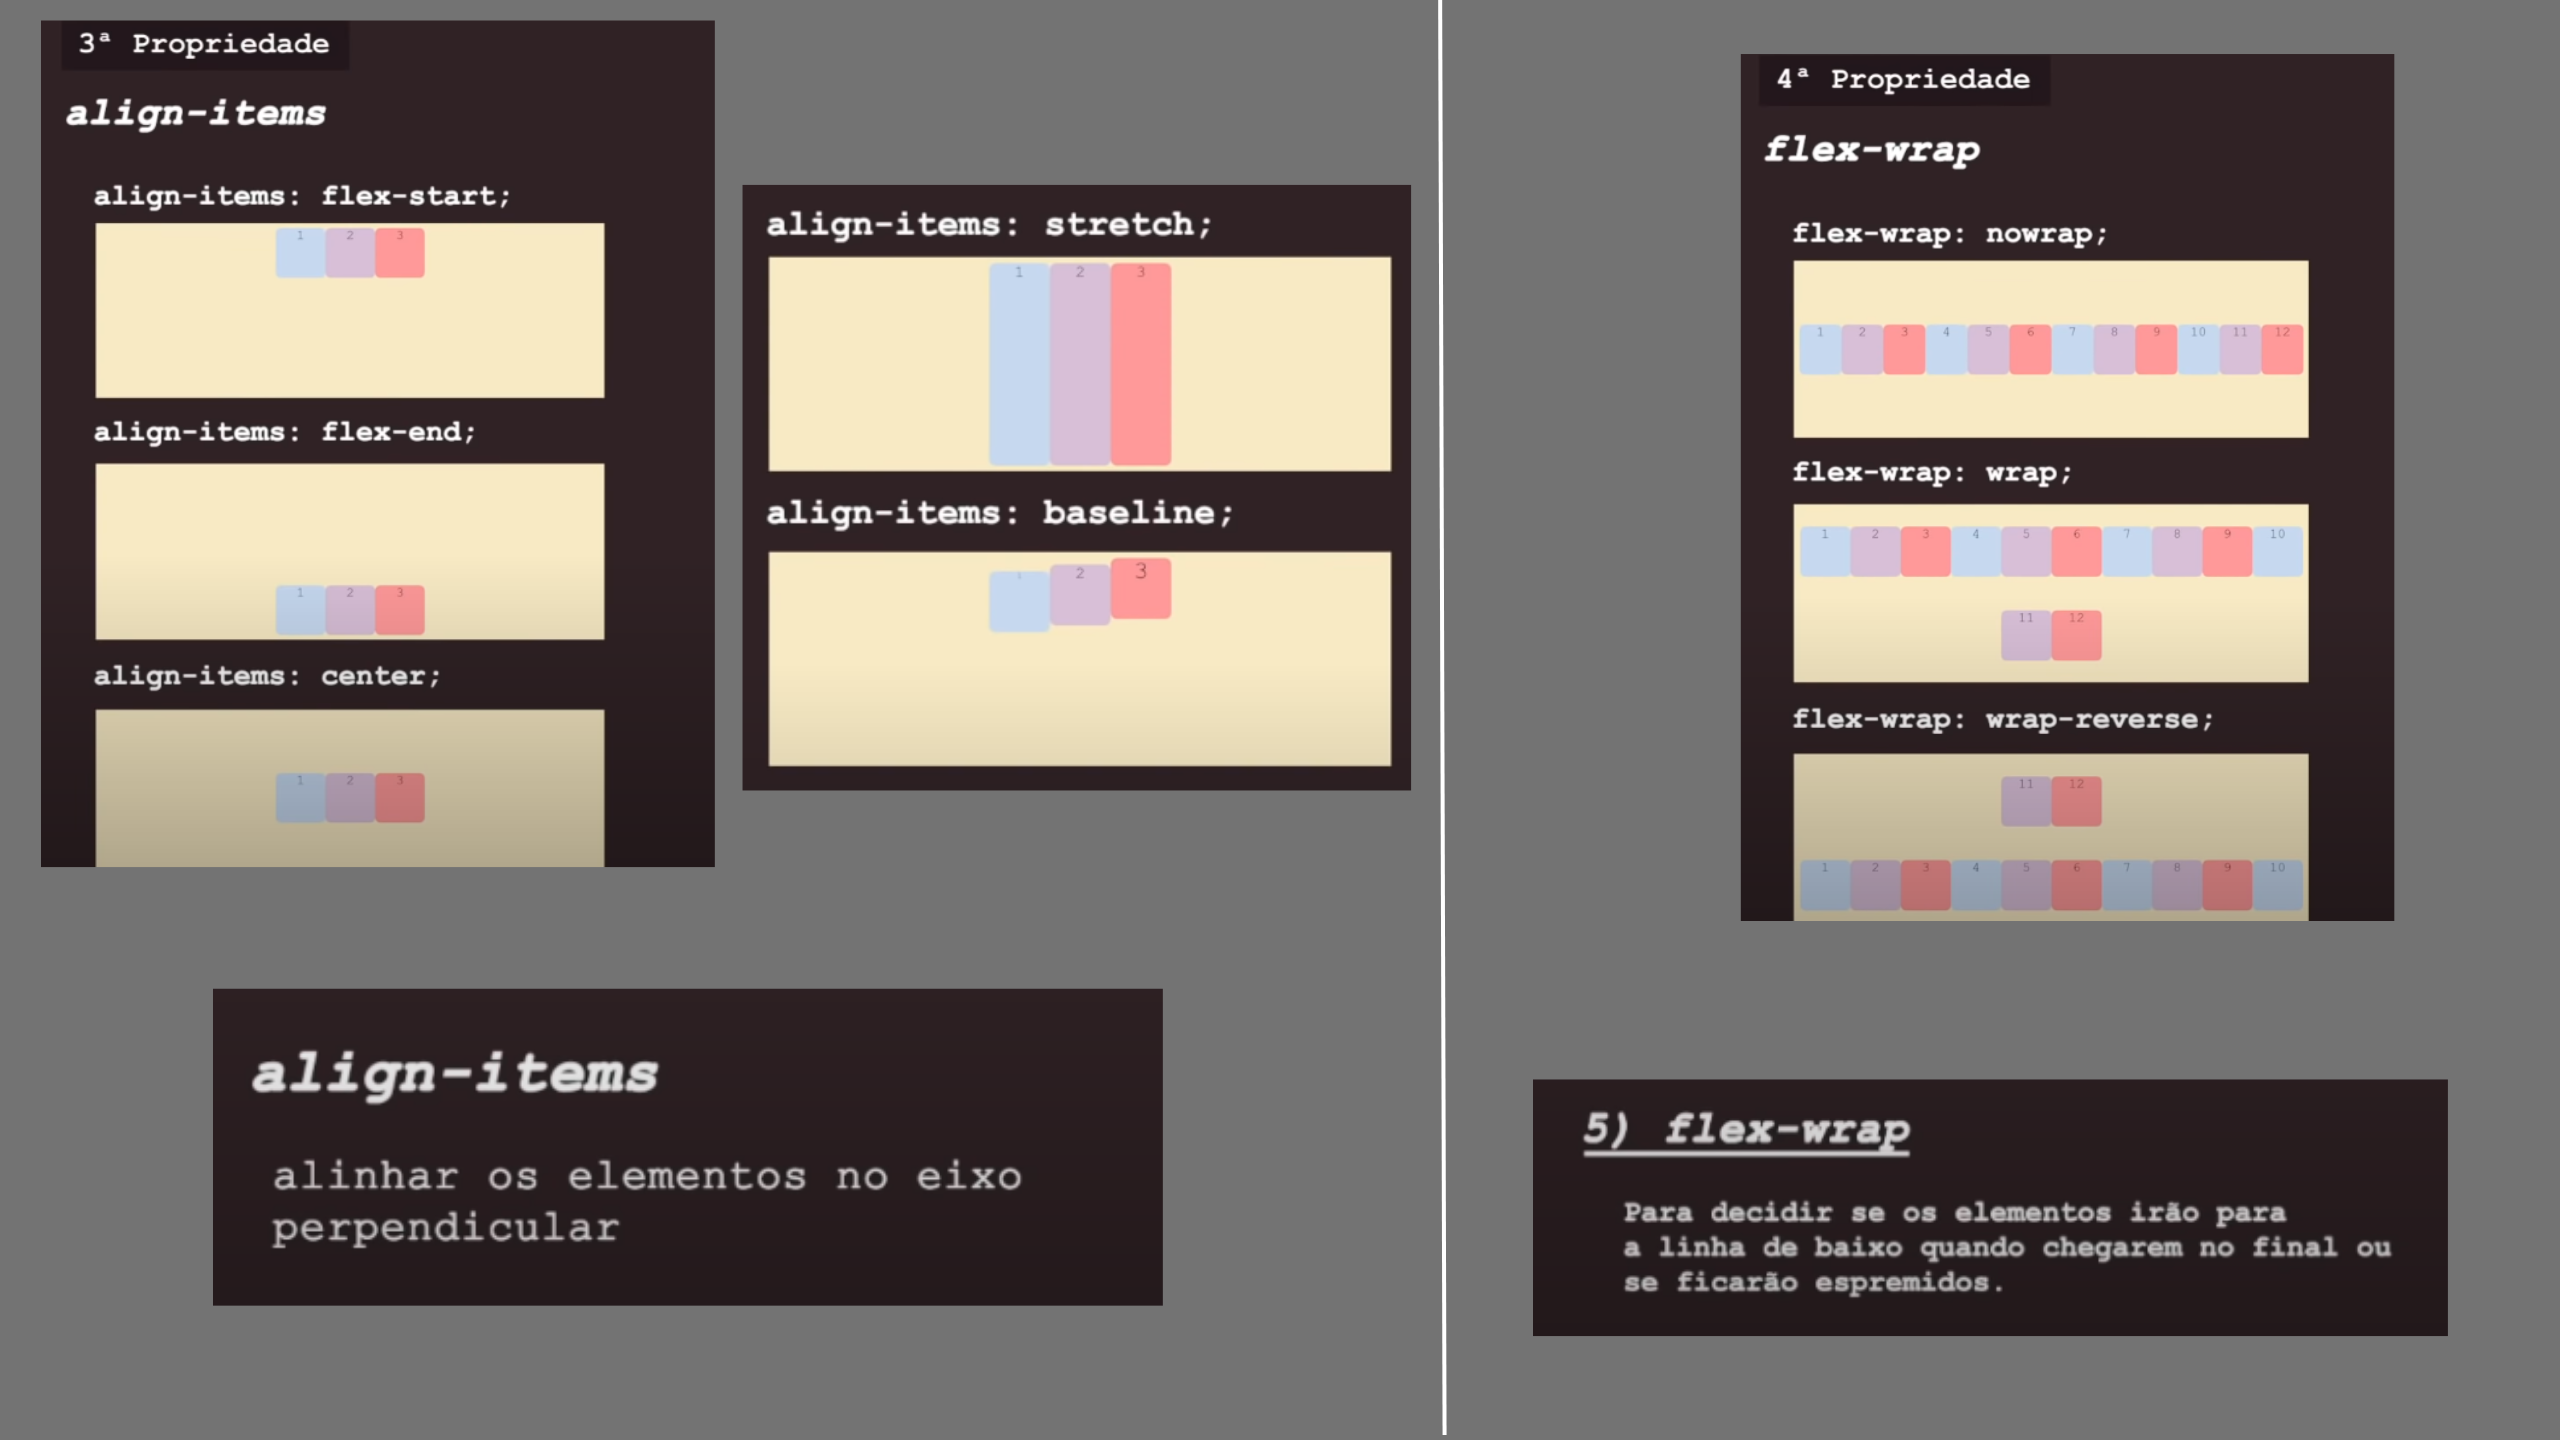 3ª Propriedade
align-items
align-items: flex-start;
1 2 3
align-items: flex-end;
1 2 3
align-items: center;
1 2 3
align-items: stretch;
1 2 3
align-items: baseline;
2 3
align-items
alinhar os elementos no eixo
perpendicular
4ª Propriedade
flex-wrap
flex-wrap: nowrap;
1 2 3 4 5 6 7 8 9 10 11 12
flex-wrap: wrap;
1 2 3 4 5 6 7 8 9 10
11 12
flex-wrap: wrap-reverse;
11 12
1 2 3 4 5 6 7 8 9 10
5) flex-wrap
Para decidir se os elementos irão para
a linha de baixo quando chegarem no final ou
se ficarão espremidos.